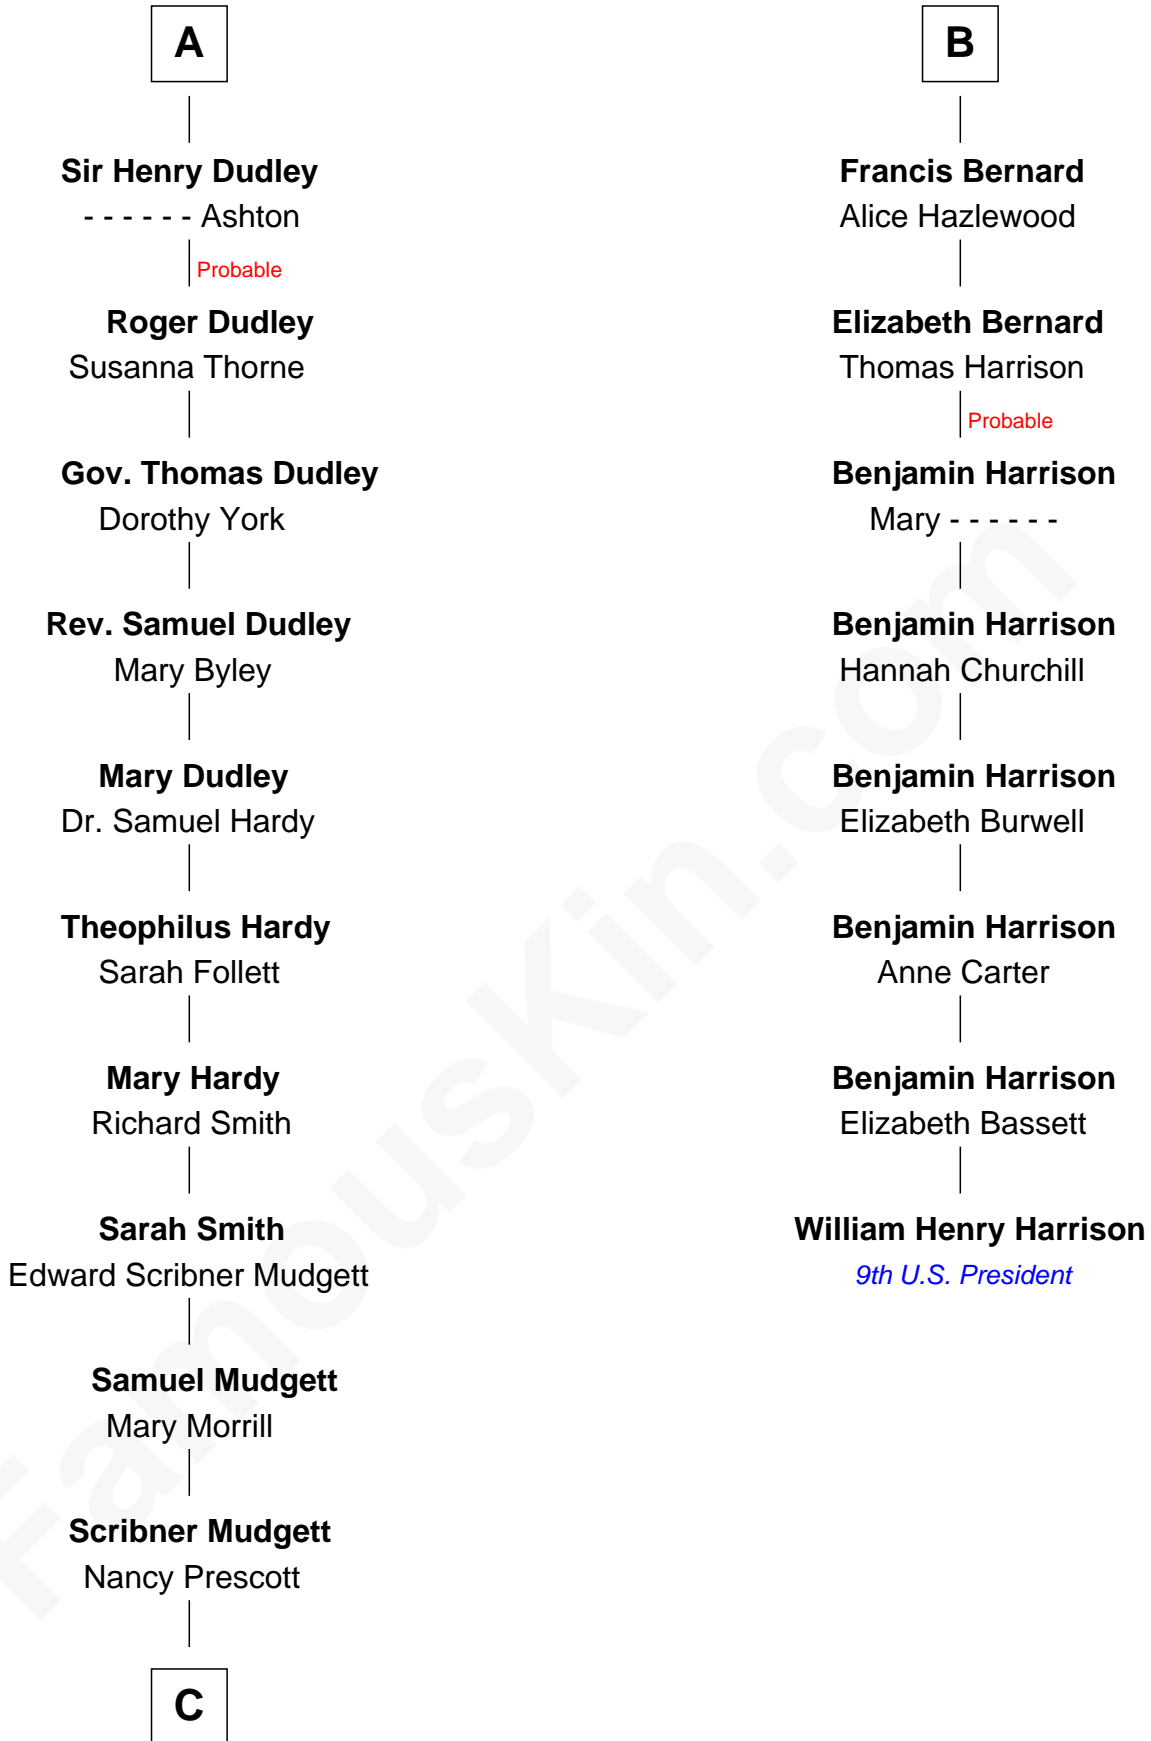 A
Sir Henry Dudley
- - - - - - Ashton
Probable
Roger Dudley
Susanna Thorne
Gov. Thomas Dudley
Dorothy York
Rev. Samuel Dudley
Mary Byley
Mary Dudley
Dr. Samuel Hardy
Theophilus Hardy
Sarah Follett
Mary Hardy
Richard Smith
Sarah Smith
Edward Scribner Mudgett
Samuel Mudgett
Mary Morrill
Scribner Mudgett
Nancy Prescott
C
B
Francis Bernard
Alice Hazlewood
Elizabeth Bernard
Thomas Harrison
Probable
Benjamin Harrison
Mary - - - - - -
Benjamin Harrison
Hannah Churchill
Benjamin Harrison
Elizabeth Burwell
Benjamin Harrison
Anne Carter
Benjamin Harrison
Elizabeth Bassett
William Henry Harrison
9th U.S. President
FamousKin.com